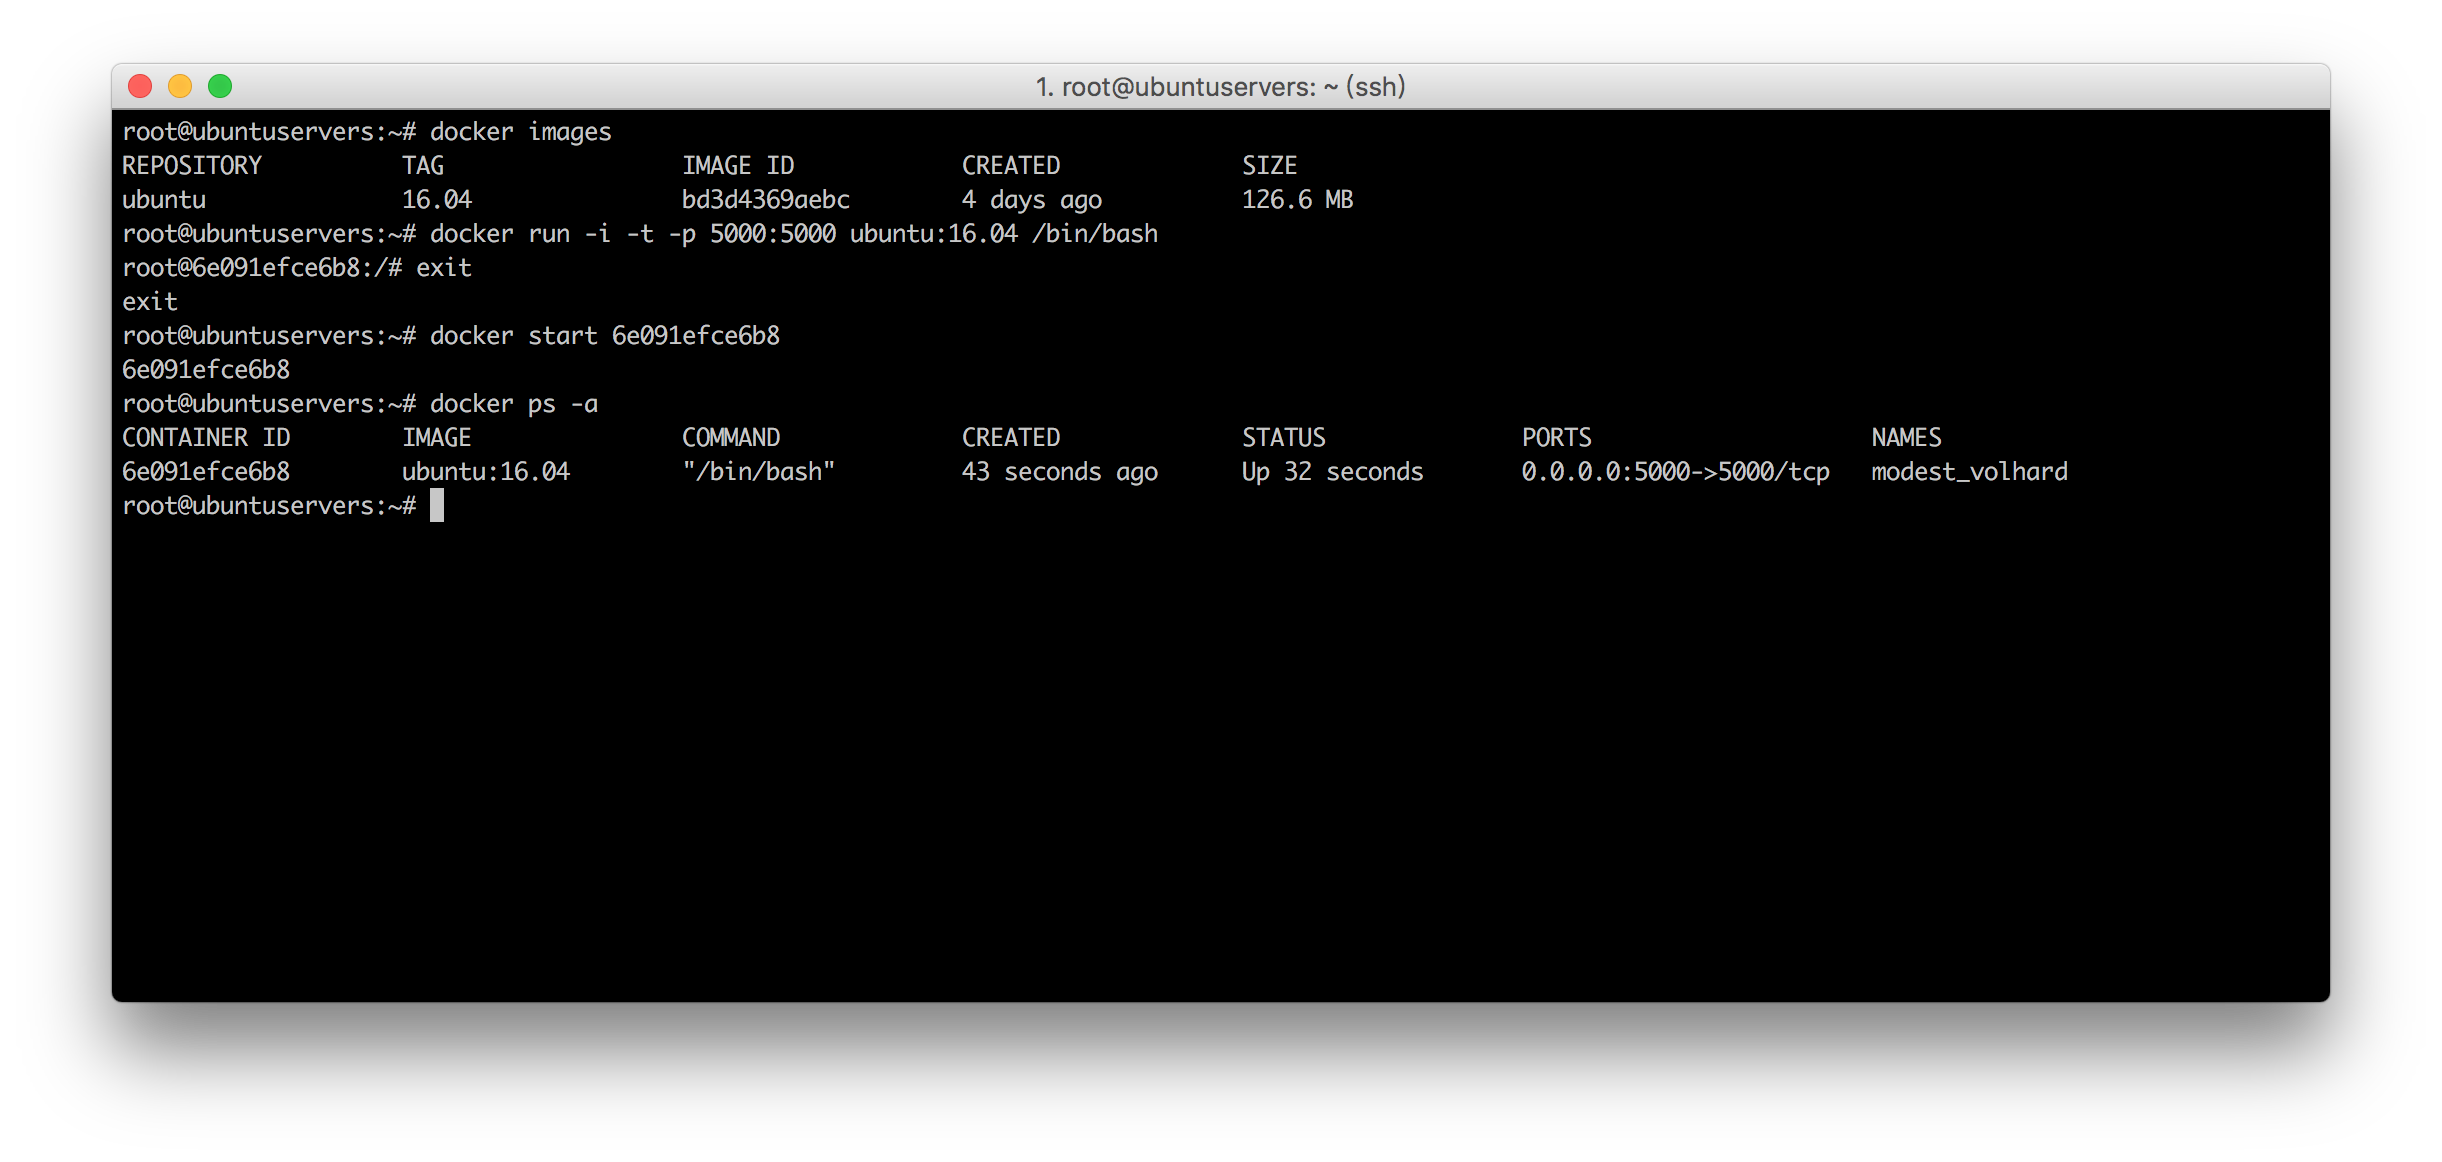 1. root@ubuntuservers: ~ (ssh)
root@ubuntuservers:~# docker images
REPOSITORY          TAG                 IMAGE ID            CREATED             SIZE
ubuntu              16.04               bd3d4369aebc        4 days ago          126.6 MB
root@ubuntuservers:~# docker run -i -t -p 5000:5000 ubuntu:16.04 /bin/bash
root@6e091efce6b8:/# exit
exit
root@ubuntuservers:~# docker start 6e091efce6b8
6e091efce6b8
root@ubuntuservers:~# docker ps -a
CONTAINER ID        IMAGE               COMMAND             CREATED             STATUS              PORTS                    NAMES
6e091efce6b8        ubuntu:16.04        "/bin/bash"         43 seconds ago      Up 32 seconds       0.0.0.0:5000->5000/tcp   modest_volhard
root@ubuntuservers:~#